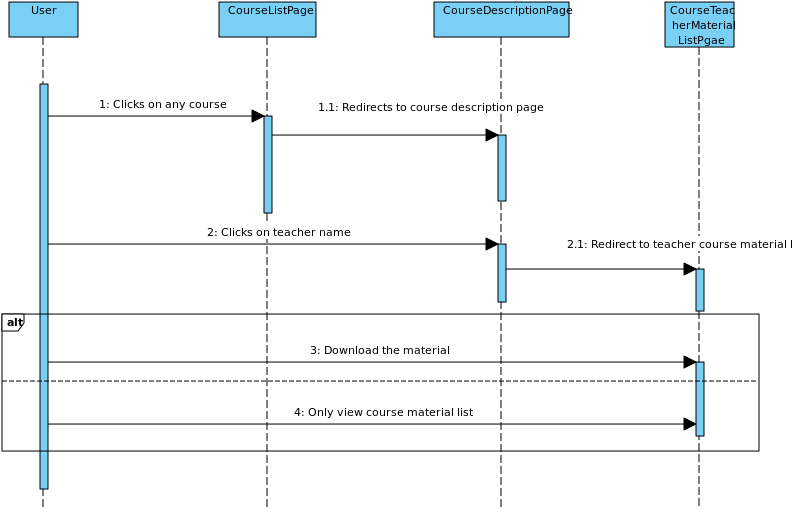 User
CourseListPage
CourseDescriptionPage
CourseTeac
herMaterial
ListPgae
1: Clicks on any course
1.1: Redirects to course description page
2: Clicks on teacher name
2.1: Redirect to teacher course material l
alt
3: Download the material
4: Only view course material list